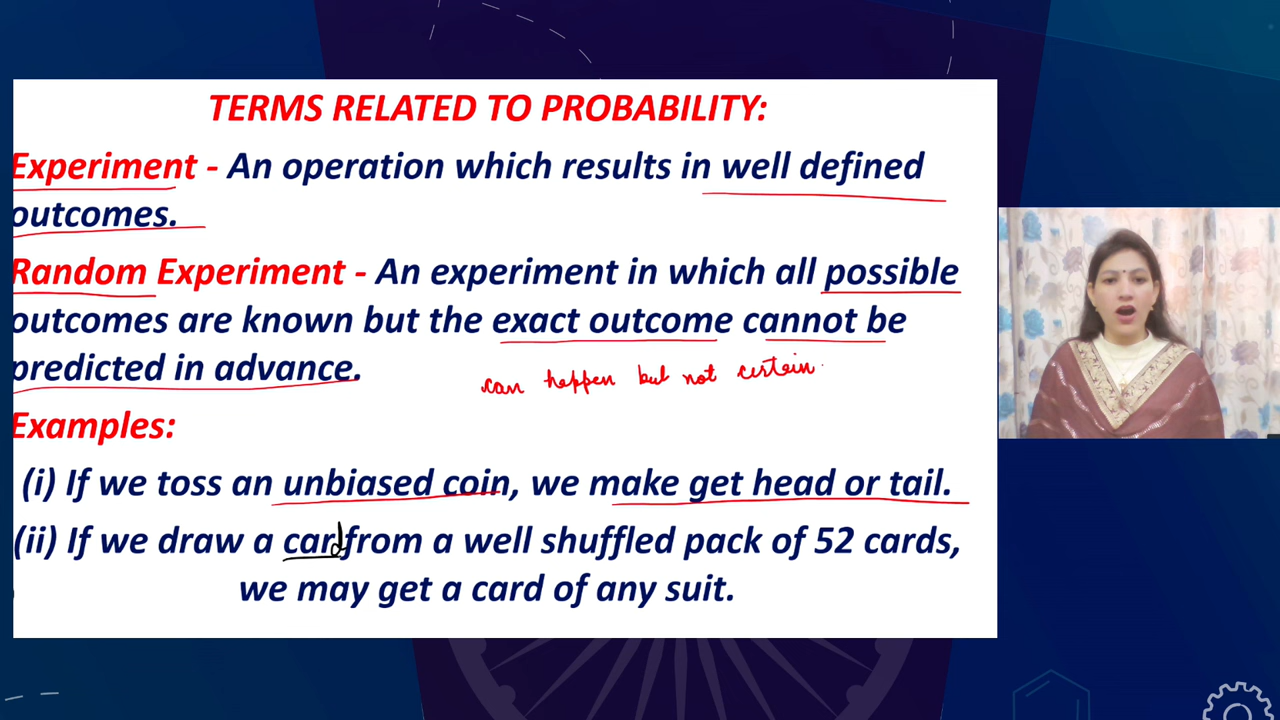 TERMS RELATED TO PROBABILITY:
Experiment - An operation which results in well defined
outcomes.
Random Experiment - An experiment in which all possible
outcomes are known but the exact outcome cannot be
predicted in advance.
can happen but not certain
Examples:
(i) If we toss an unbiased coin, we make get head or tail.
(ii) If we draw a card from a well shuffled pack of 52 cards,
we may get a card of any suit.